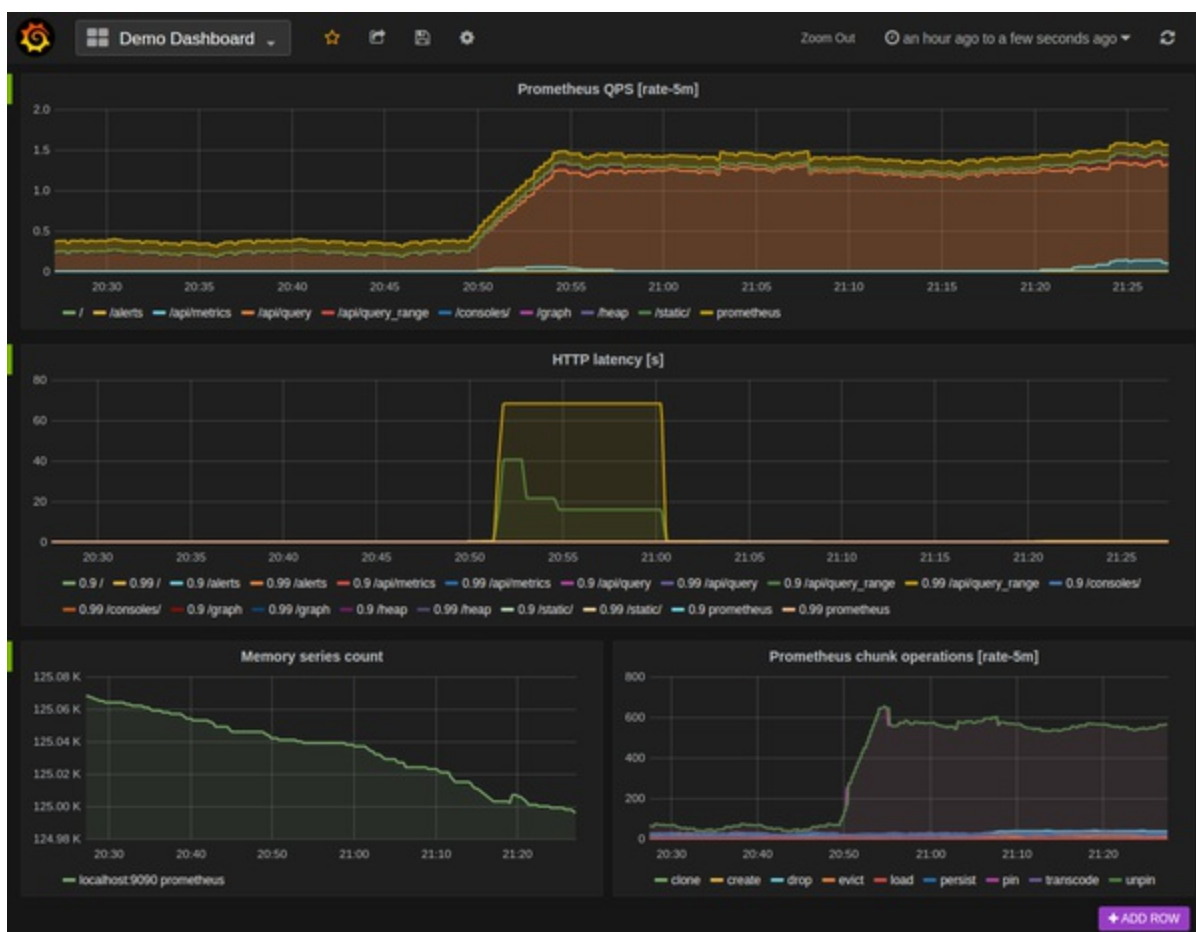 Demo Dashboard
Zoom Out an hour ago to a few seconds ago
Prometheus QPS [rate-5m]
2.0
1.5
1.0
0.5
0
20:30 20:35 20:40 20:45 20:50 20:55 21:00 21:05 21:10 21:15 21:20 21:25
/ /alerts /api/metrics /api/query /api/query_range /consoles/ /graph /heap /static/ prometheus
HTTP latency [s]
80
60
40
20
0
20:30 20:35 20:40 20:45 20:50 20:55 21:00 21:05 21:10 21:15 21:20 21:25
0.9 / 0.99 / 0.9 /alerts 0.99 /alerts 0.9 /api/metrics 0.99 /api/metrics 0.9 /api/query 0.99 /api/query 0.9 /api/query_range 0.99 /api/query_range 0.9 /consoles/
0.99 /consoles/ 0.9 /graph 0.99 /graph 0.9 /heap 0.99 /heap 0.9 /static/ 0.99 /static/ 0.9 prometheus 0.99 prometheus
Memory series count
125.08 K
125.06 K
125.04 K
125.02 K
125.00 K
124.98 K
20:30 20:40 20:50 21:00 21:10 21:20
localhost:9090 prometheus
Prometheus chunk operations [rate-5m]
800
600
400
200
0
20:30 20:40 20:50 21:00 21:10 21:20
clone create drop evict load persist pin transcode unpin
+ ADD ROW